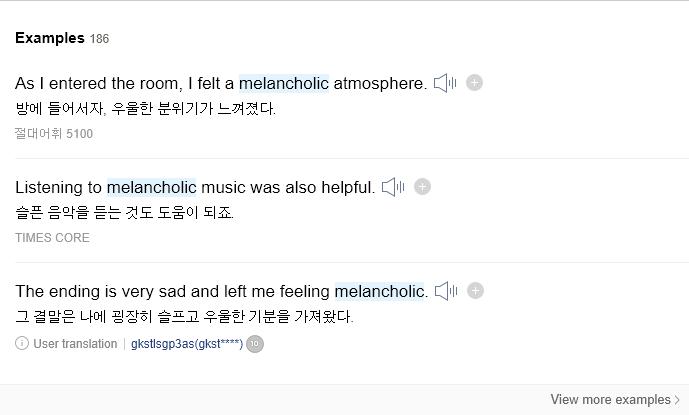 Examples 186
As I entered the room, I felt a melancholic atmosphere.
방에 들어서자, 우울한 분위기가 느껴졌다.
절대어휘 5100
Listening to melancholic music was also helpful.
슬픈 음악을 듣는 것도 도움이 되죠.
TIMES CORE
The ending is very sad and left me feeling melancholic.
그 결말은 나에 굉장히 슬프고 우울한 기분을 가져왔다.
User translation | gkstlsgp3as(gkst****) 10
View more examples >